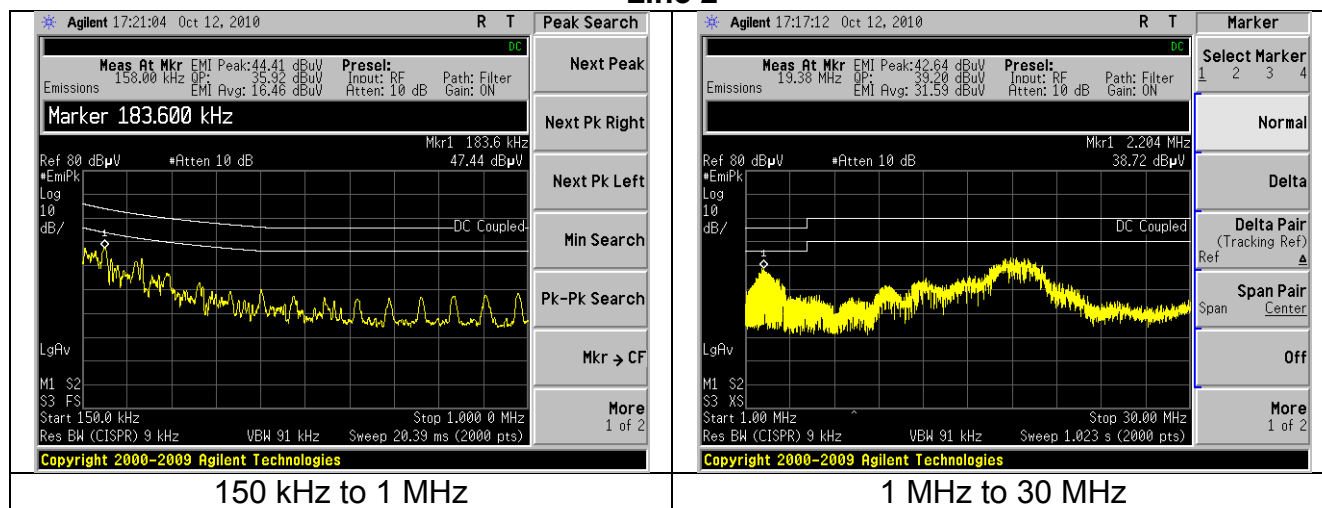 Line 2
Agilent 17:21:04 Oct 12, 2010 R T
Peak Search
DC
Meas At Mkr EMI Peak:44.41 dBuV Presel:
158.00 kHz QP: 35.92 dBuV Input: RF Path: Filter
Emissions EMI Avg: 16.46 dBuV Atten: 10 dB Gain: ON
Marker 183.600 kHz
Mkr1 183.6 kHz
Ref 80 dBµV #Atten 10 dB 47.44 dBµV
#EmiPk
Log
10
dB/
1
DC Coupled
LgAv
M1 S2
S3 FS
Start 150.0 kHz Stop 1.000 0 MHz
Res BW (CISPR) 9 kHz VBW 91 kHz Sweep 20.39 ms (2000 pts)
Copyright 2000-2009 Agilent Technologies
Next Peak
Next Pk Right
Next Pk Left
Min Search
Pk-Pk Search
Mkr → CF
More
1 of 2
150 kHz to 1 MHz
Agilent 17:17:12 Oct 12, 2010 R T
Marker
DC
Meas At Mkr EMI Peak:42.64 dBuV Presel:
19.38 MHz QP: 39.20 dBuV Input: RF Path: Filter
Emissions EMI Avg: 31.59 dBuV Atten: 10 dB Gain: ON
Mkr1 2.204 MHz
Ref 80 dBµV #Atten 10 dB 38.72 dBµV
#EmiPk
Log
10
dB/
1
DC Coupled
LgAv
M1 S2
S3 XS
Start 1.00 MHz ^ Stop 30.00 MHz
Res BW (CISPR) 9 kHz VBW 91 kHz Sweep 1.023 s (2000 pts)
Copyright 2000-2009 Agilent Technologies
Select Marker
1 2 3 4
Normal
Delta
Delta Pair
(Tracking Ref)
Ref Δ
Span Pair
Span Center
Off
More
1 of 2
1 MHz to 30 MHz